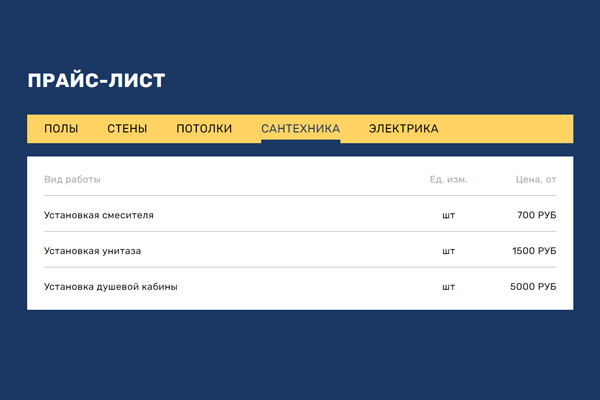 ПРАЙС-ЛИСТ
ПОЛЫ СТЕНЫ ПОТОЛКИ САНТЕХНИКА ЭЛЕКТРИКА
Вид работы Ед. изм. Цена, от
Установкая смесителя шт 700 РУБ
Установкая унитаза шт 1500 РУБ
Установка душевой кабины шт 5000 РУБ